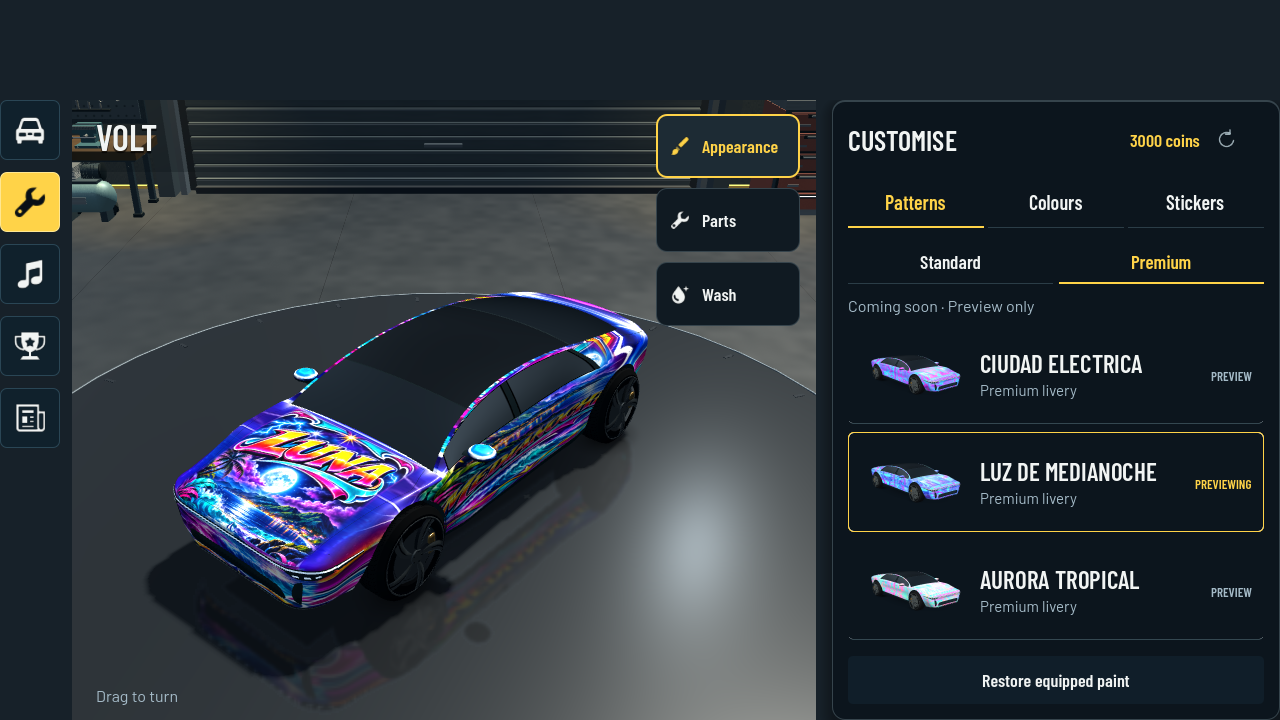 VOLT
Appearance
Parts
Wash
LUNA
Drag to turn
CUSTOMISE
3000 coins
Patterns
Colours
Stickers
Standard
Premium
Coming soon · Preview only
CIUDAD ELECTRICA
Premium livery
PREVIEW
LUZ DE MEDIANOCHE
Premium livery
PREVIEWING
AURORA TROPICAL
Premium livery
PREVIEW
Restore equipped paint